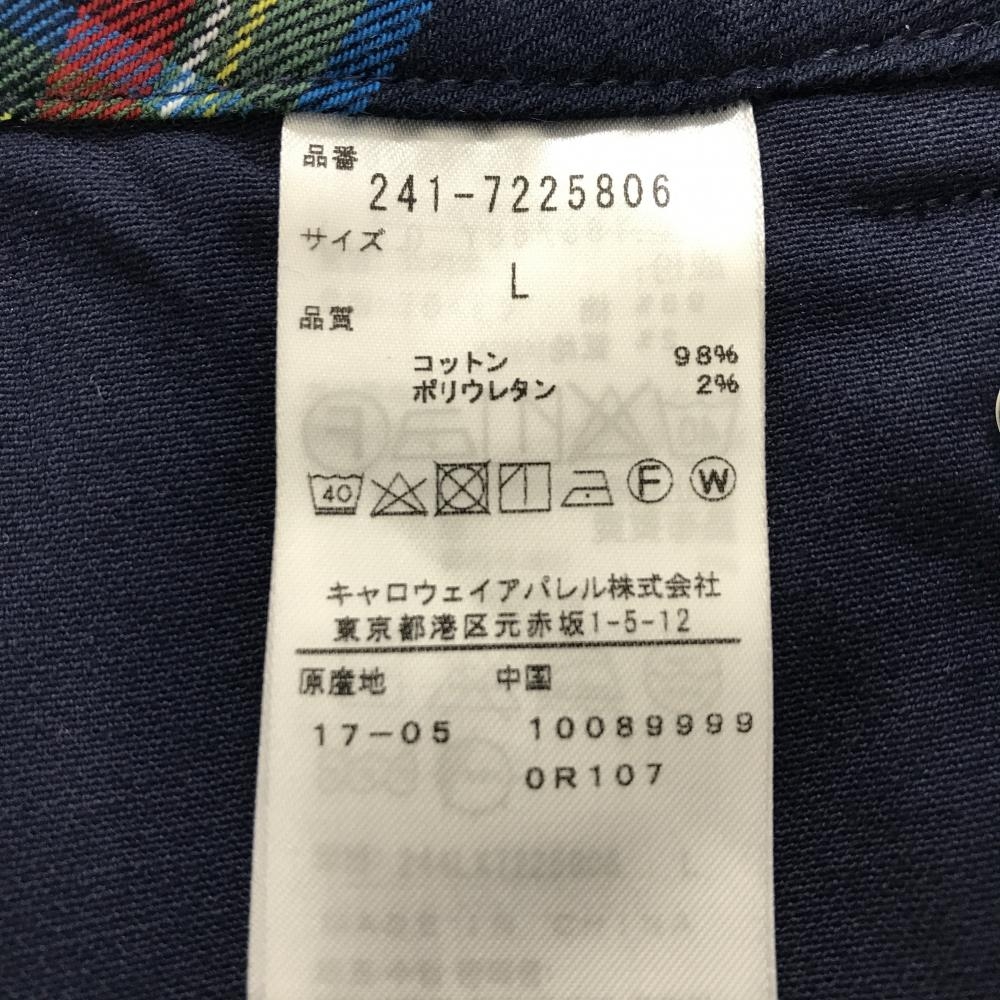 品番
241-7225806
サイズ
L
品質
コットン 98%
ポリウレタン 2%
40 F W
キャロウェイアパレル株式会社
東京都港区元赤坂1-5-12
原産地 中国
17-05 10089999
0R107